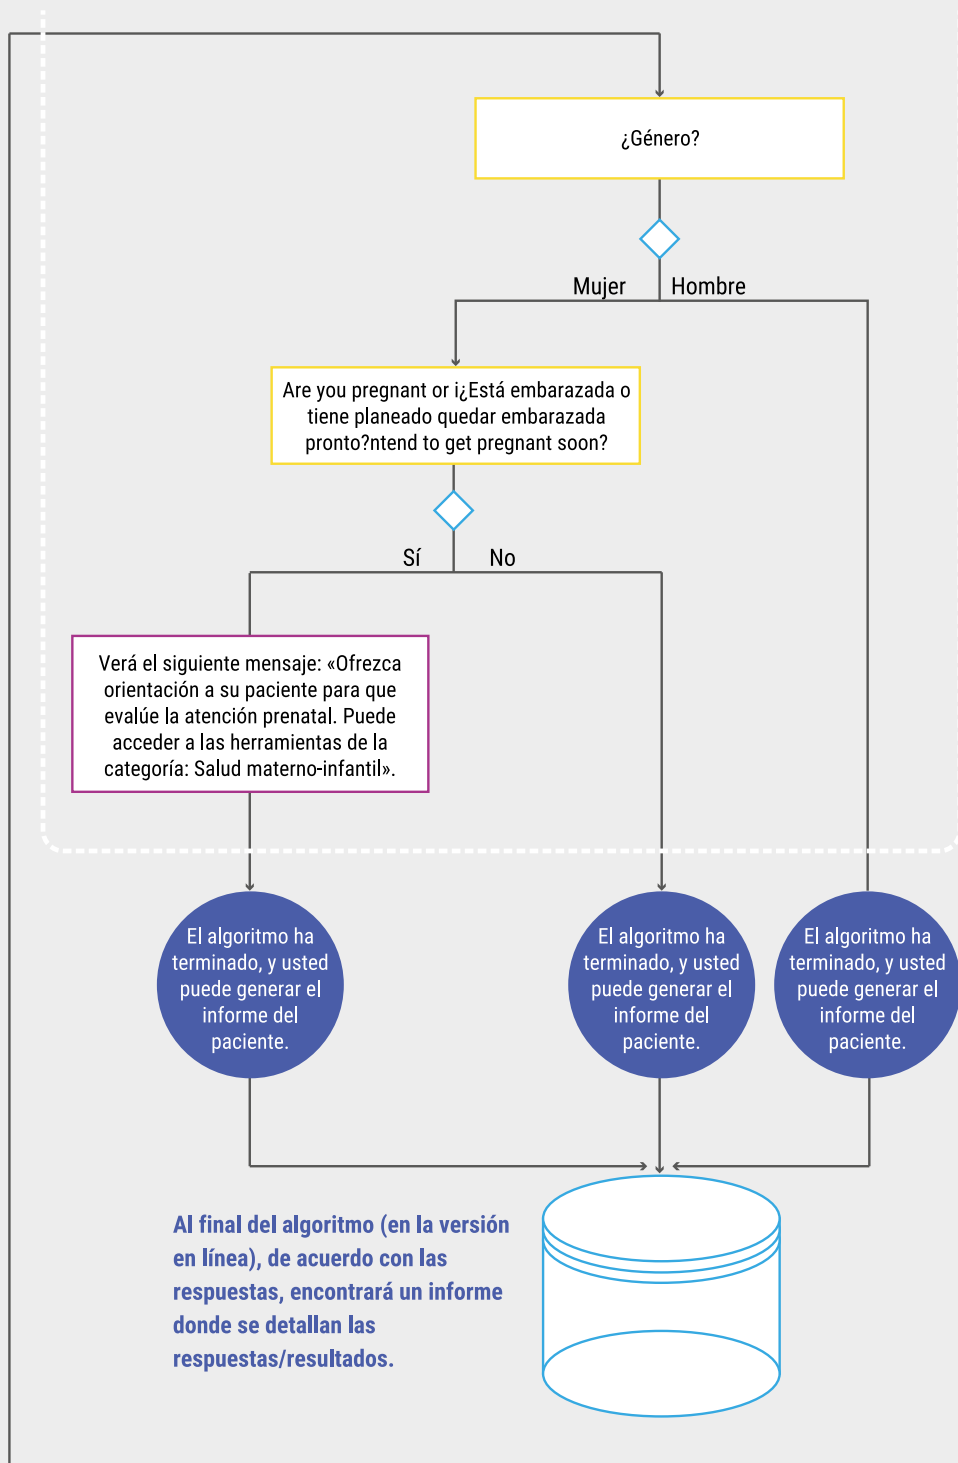 ¿Género?
Mujer
Hombre
Are you pregnant or i¿Está embarazada o
tiene planeado quedar embarazada
pronto?ntend to get pregnant soon?
Sí
No
Verá el siguiente mensaje: «Ofrezca
orientación a su paciente para que
evalúe la atención prenatal. Puede
acceder a las herramientas de la
categoría: Salud materno-infantil».
El algoritmo ha
terminado, y usted
puede generar el
informe del
paciente.
El algoritmo ha
terminado, y usted
puede generar el
informe del
paciente.
El algoritmo ha
terminado, y usted
puede generar el
informe del
paciente.
Al final del algoritmo (en la versión
en línea), de acuerdo con las
respuestas, encontrará un informe
donde se detallan las
respuestas/resultados.